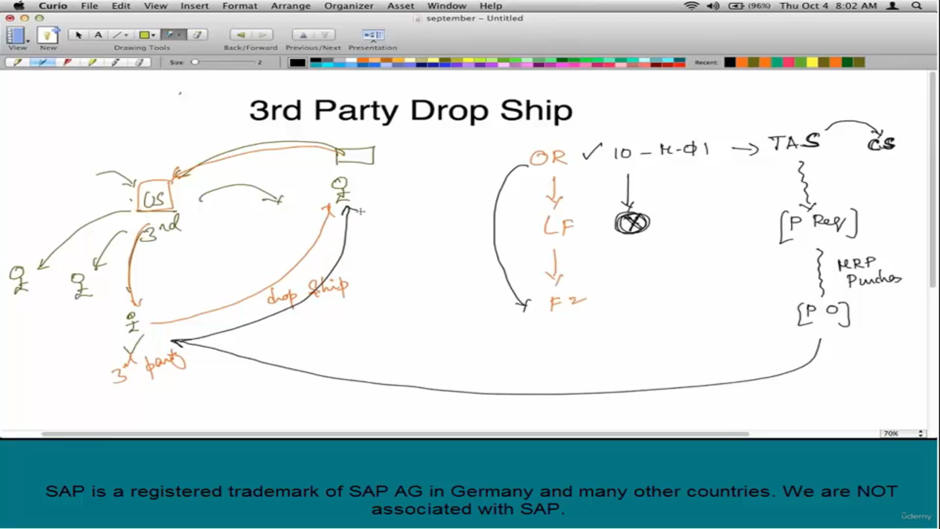 Curio File Edit View Insert Format Arrange Organizer Asset Window Help (96%) Thu Oct 4 8:02 AM
september – Untitled
View New Drawing Tools Back/Forward Previous/Next Presentation
Size 2 Recent:
3rd Party Drop Ship
OR ✓ 10 - M-01 → TAS CS
US
3rd
LF
[P Req]
MRP
drop ship
F2
[P O]
3rd party
70%
SAP is a registered trademark of SAP AG in Germany and many other countries. We are NOT
associated with SAP.
ûdemy